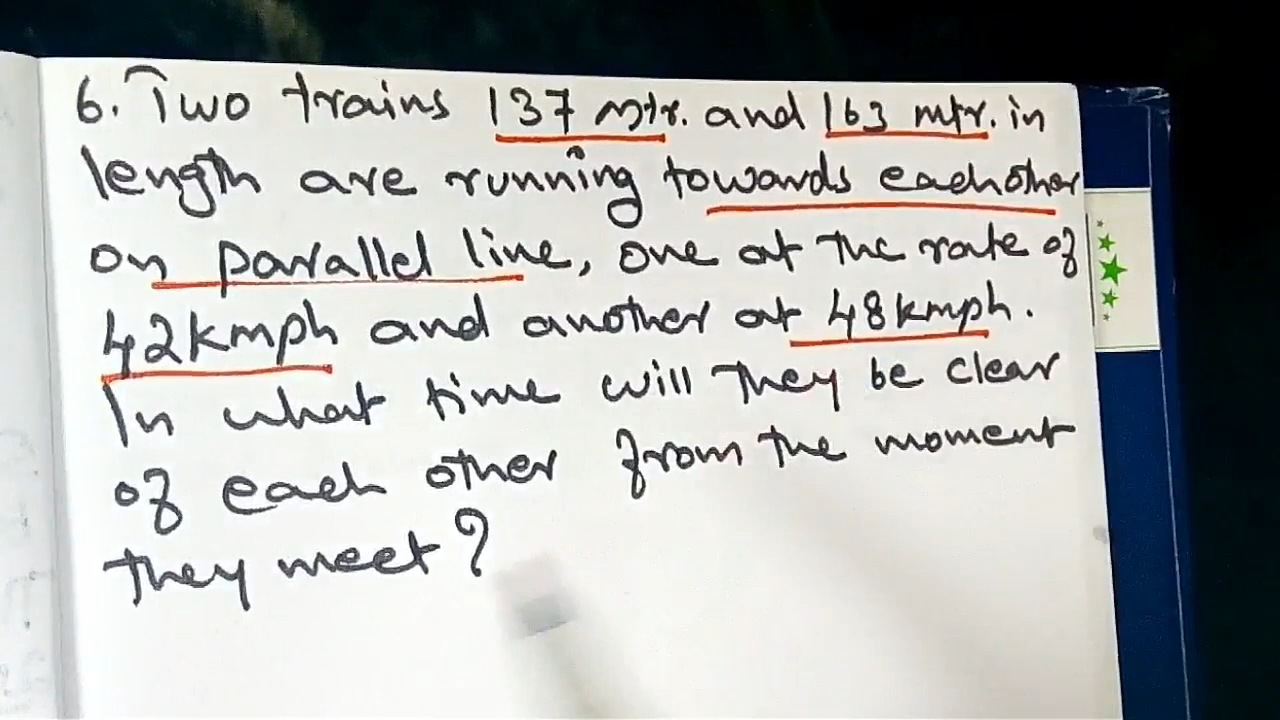 6. Two trains 137 mtr. and 163 mtr. in
length are running towards eachother
on parallel line, one at the rate of
42kmph and another at 48kmph.
In what time will they be clear
of each other from the moment
they meet?